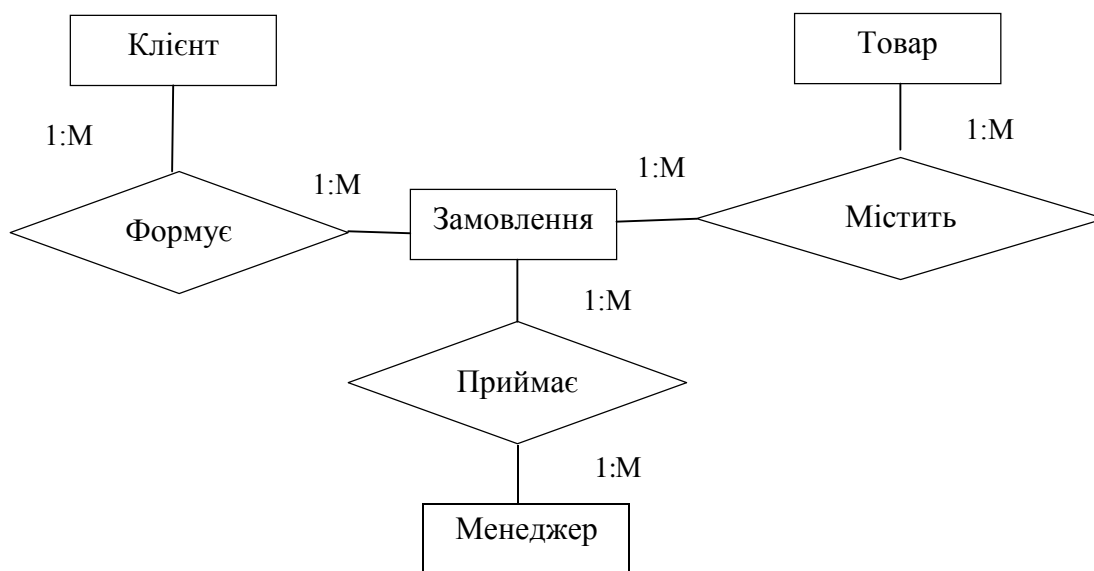 Клієнт
Товар
1:М
1:М
1:М
1:М
Формує
Замовлення
Містить
1:М
Приймає
1:М
Менеджер